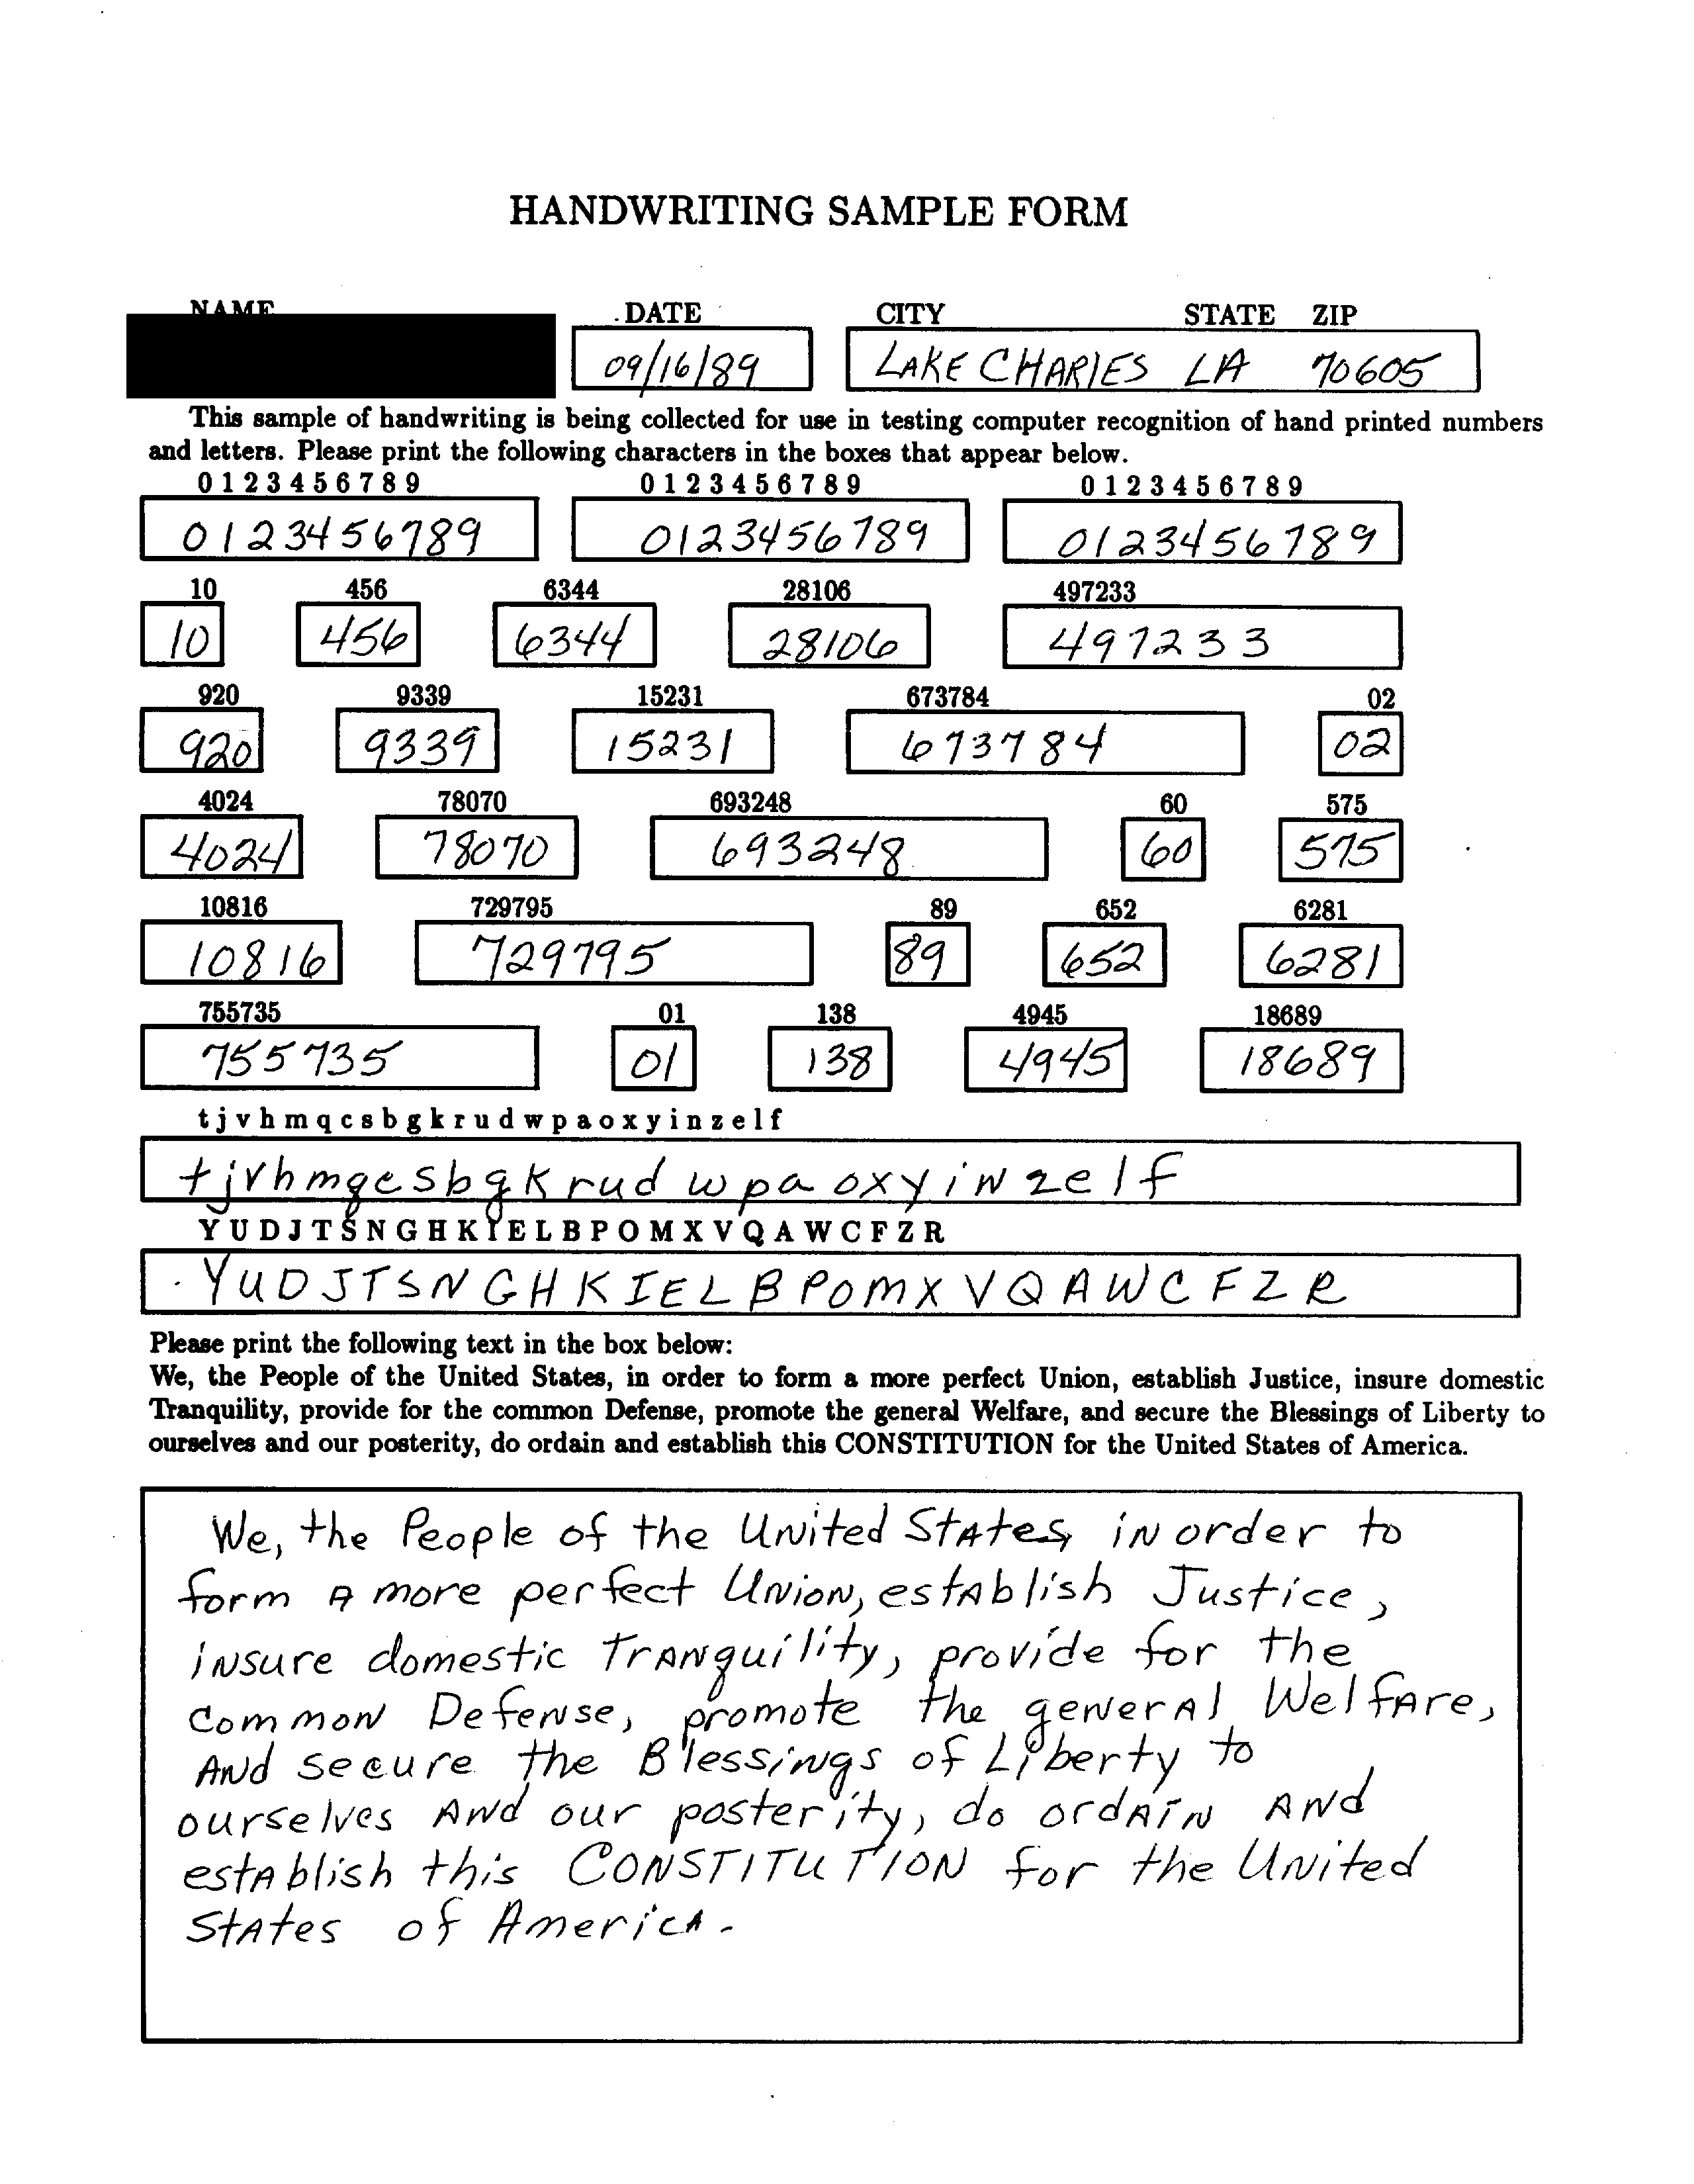 HANDWRITING SAMPLE FORM
NAME DATE CITY STATE ZIP
09/16/89 LAKE CHARLES LA 70605
This sample of handwriting is being collected for use in testing computer recognition of hand printed numbers
and letters. Please print the following characters in the boxes that appear below.
0 1 2 3 4 5 6 7 8 9 0 1 2 3 4 5 6 7 8 9 0 1 2 3 4 5 6 7 8 9
0123456789 0123456789 0123456789
10 456 6344 28106 497233
10 456 6344 28106 497233
920 9339 15231 673784 02
920 9339 15231 673784 02
4024 78070 693248 60 575
4024 78070 693248 60 575
10816 729795 89 652 6281
10816 729795 89 652 6281
755735 01 138 4945 18689
755735 01 138 4945 18689
t j v h m q c s b g k r u d w p a o x y i n z e l f
tjvhmqcsbgkrudwpaoxyinzelf
Y U D J T S N G H K I E L B P O M X V Q A W C F Z R
YUDJTSNGHKIELBPOMXVQAWCFZR
Please print the following text in the box below:
We, the People of the United States, in order to form a more perfect Union, establish Justice, insure domestic
Tranquility, provide for the common Defense, promote the general Welfare, and secure the Blessings of Liberty to
ourselves and our posterity, do ordain and establish this CONSTITUTION for the United States of America.
We, the People of the United States, in order to
form a more perfect Union, establish Justice,
insure domestic Tranquility, provide for the
common Defense, promote the general Welfare,
and secure the Blessings of Liberty to
ourselves and our posterity, do ordain and
establish this CONSTITUTION for the United
States of America.